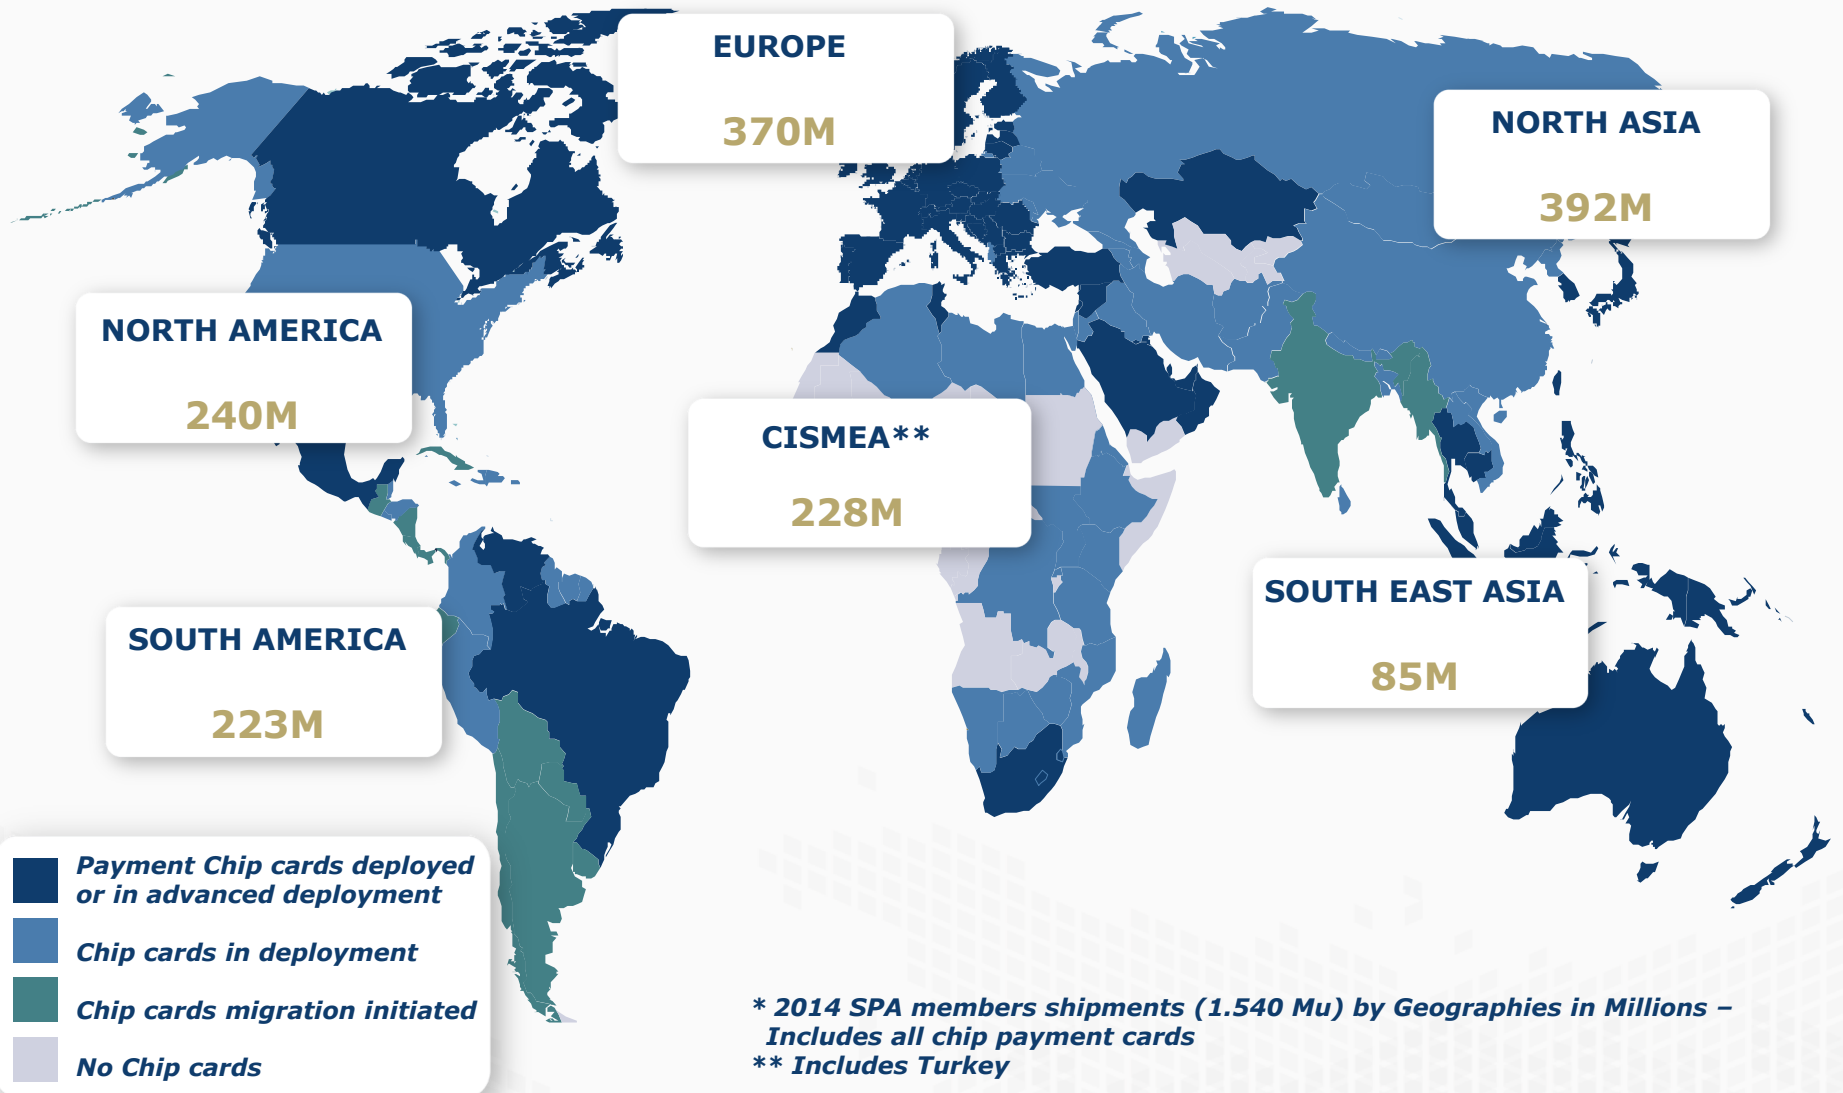 EUROPE
370M
NORTH ASIA
392M
NORTH AMERICA
240M
CISMEA**
228M
SOUTH EAST ASIA
85M
SOUTH AMERICA
223M
Payment Chip cards deployed
or in advanced deployment
Chip cards in deployment
Chip cards migration initiated
No Chip cards
* 2014 SPA members shipments (1.540 Mu) by Geographies in Millions –
Includes all chip payment cards
** Includes Turkey